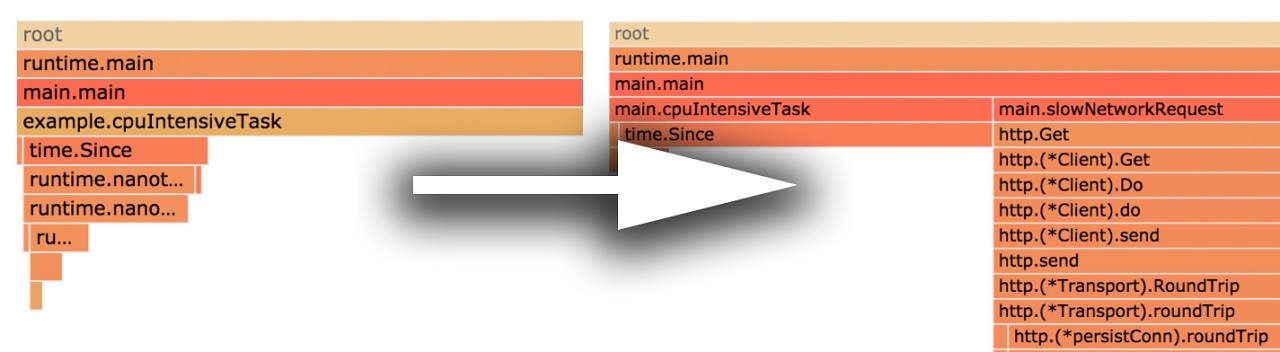 root
runtime.main
main.main
example.cpuIntensiveTask
time.Since
runtime.nanot...
runtime.nano...
ru...
root
runtime.main
main.main
main.cpuIntensiveTask
main.slowNetworkRequest
time.Since
http.Get
http.(*Client).Get
http.(*Client).Do
http.(*Client).do
http.(*Client).send
http.send
http.(*Transport).RoundTrip
http.(*Transport).roundTrip
http.(*persistConn).roundTrip